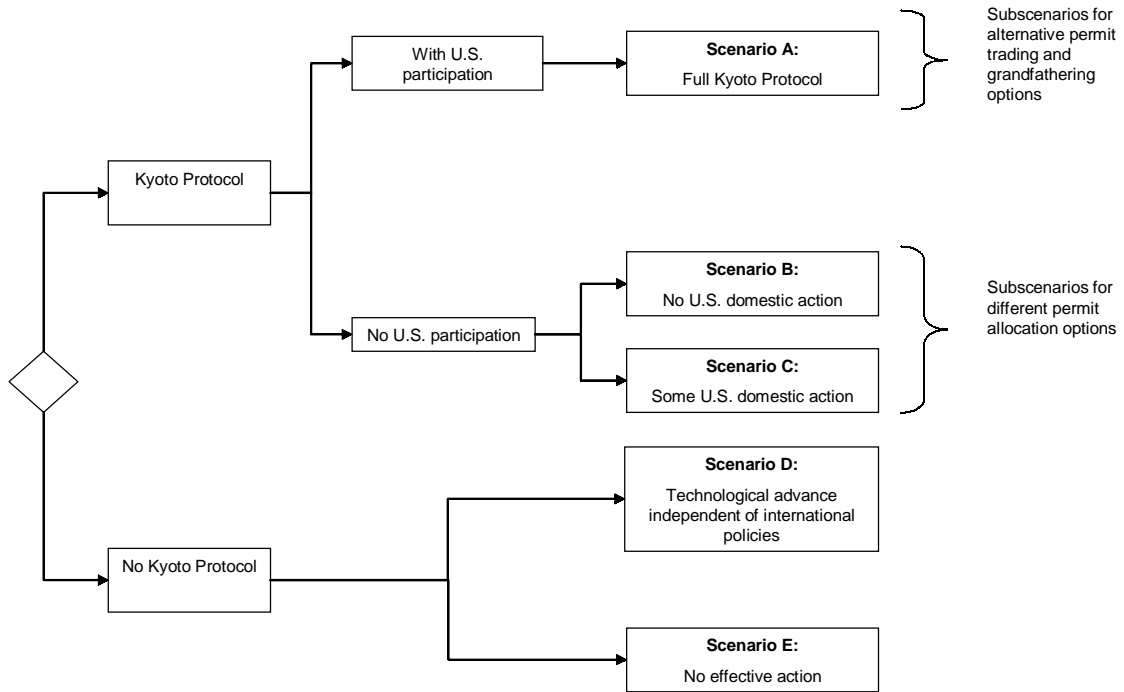 With U.S.
participation
Scenario A:
Full Kyoto Protocol
Subscenarios for
alternative permit
trading and
grandfathering
options
Kyoto Protocol
No U.S. participation
Scenario B:
No U.S. domestic action
Scenario C:
Some U.S. domestic action
Subscenarios for
different permit
allocation options
No Kyoto Protocol
Scenario D:
Technological advance
independent of international
policies
Scenario E:
No effective action